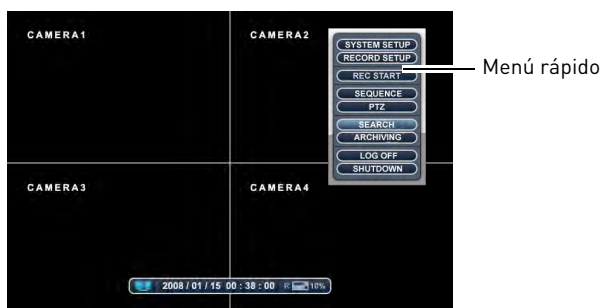 CAMERA1
CAMERA2
SYSTEM SETUP
RECORD SETUP
REC START
SEQUENCE
PTZ
SEARCH
ARCHIVING
LOG OFF
SHUTDOWN
Menú rápido
CAMERA3
CAMERA4
2008 / 01 / 15 00 : 38 : 00 R 10%